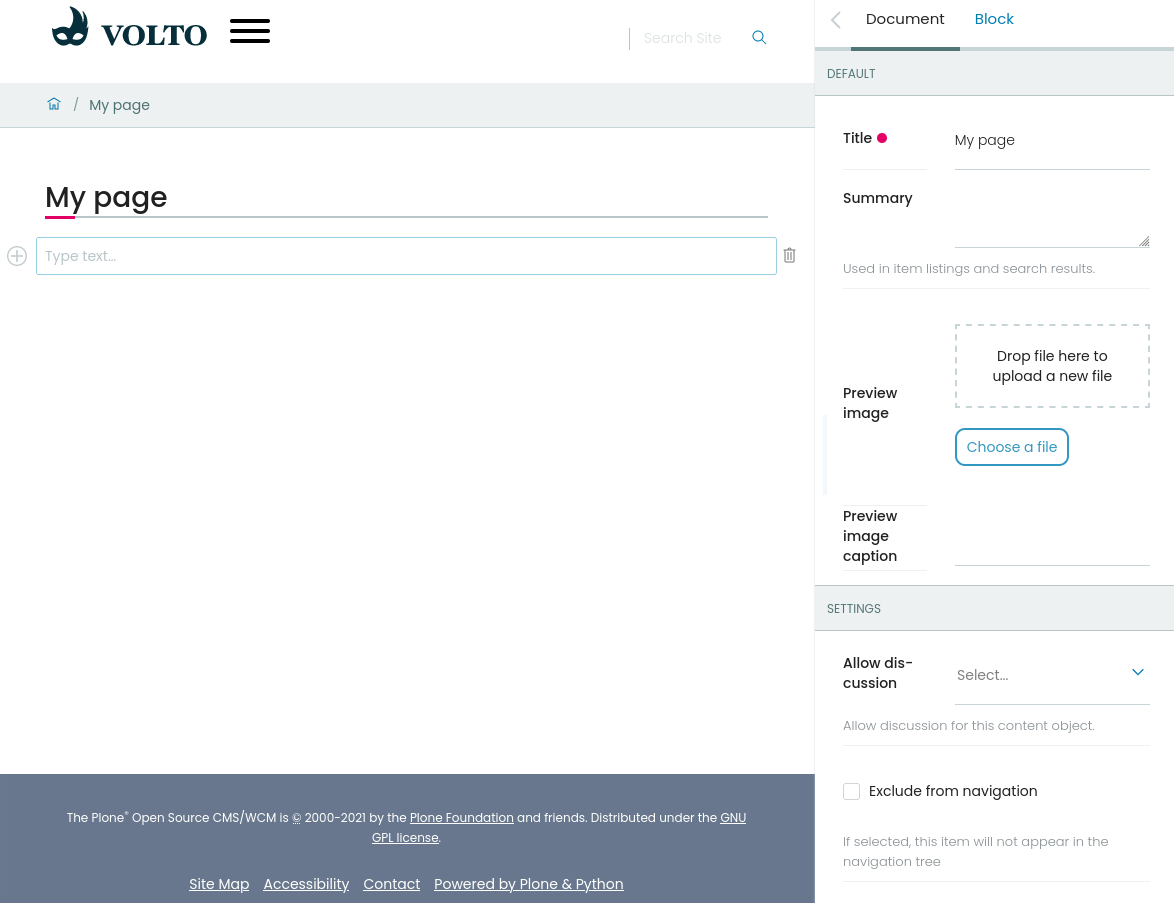 VOLTO
Search Site
/ My page
My page
Type text...
The Plone® Open Source CMS/WCM is © 2000-2021 by the Plone Foundation and friends. Distributed under the GNU
GPL license.
Site Map Accessibility Contact Powered by Plone & Python
Document Block
DEFAULT
Title My page
Summary
Used in item listings and search results.
Drop file here to
upload a new file
Preview
image
Choose a file
Preview
image
caption
SETTINGS
Allow dis-
cussion
Select...
Allow discussion for this content object.
Exclude from navigation
If selected, this item will not appear in the
navigation tree